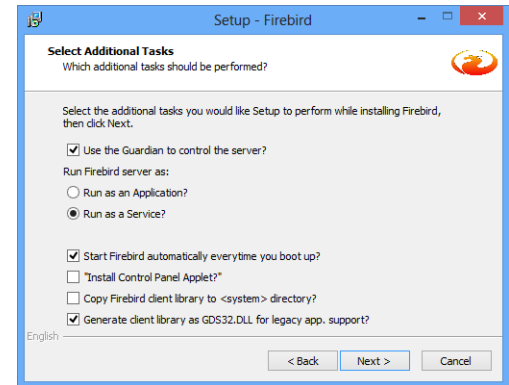 Setup - Firebird
Select Additional Tasks
Which additional tasks should be performed?
Select the additional tasks you would like Setup to perform while installing Firebird,
then click Next.
Use the Guardian to control the server?
Run Firebird server as:
Run as an Application?
Run as a Service?
Start Firebird automatically everytime you boot up?
"Install Control Panel Applet?"
Copy Firebird client library to <system> directory?
Generate client library as GDS32.DLL for legacy app. support?
English
< Back
Next >
Cancel